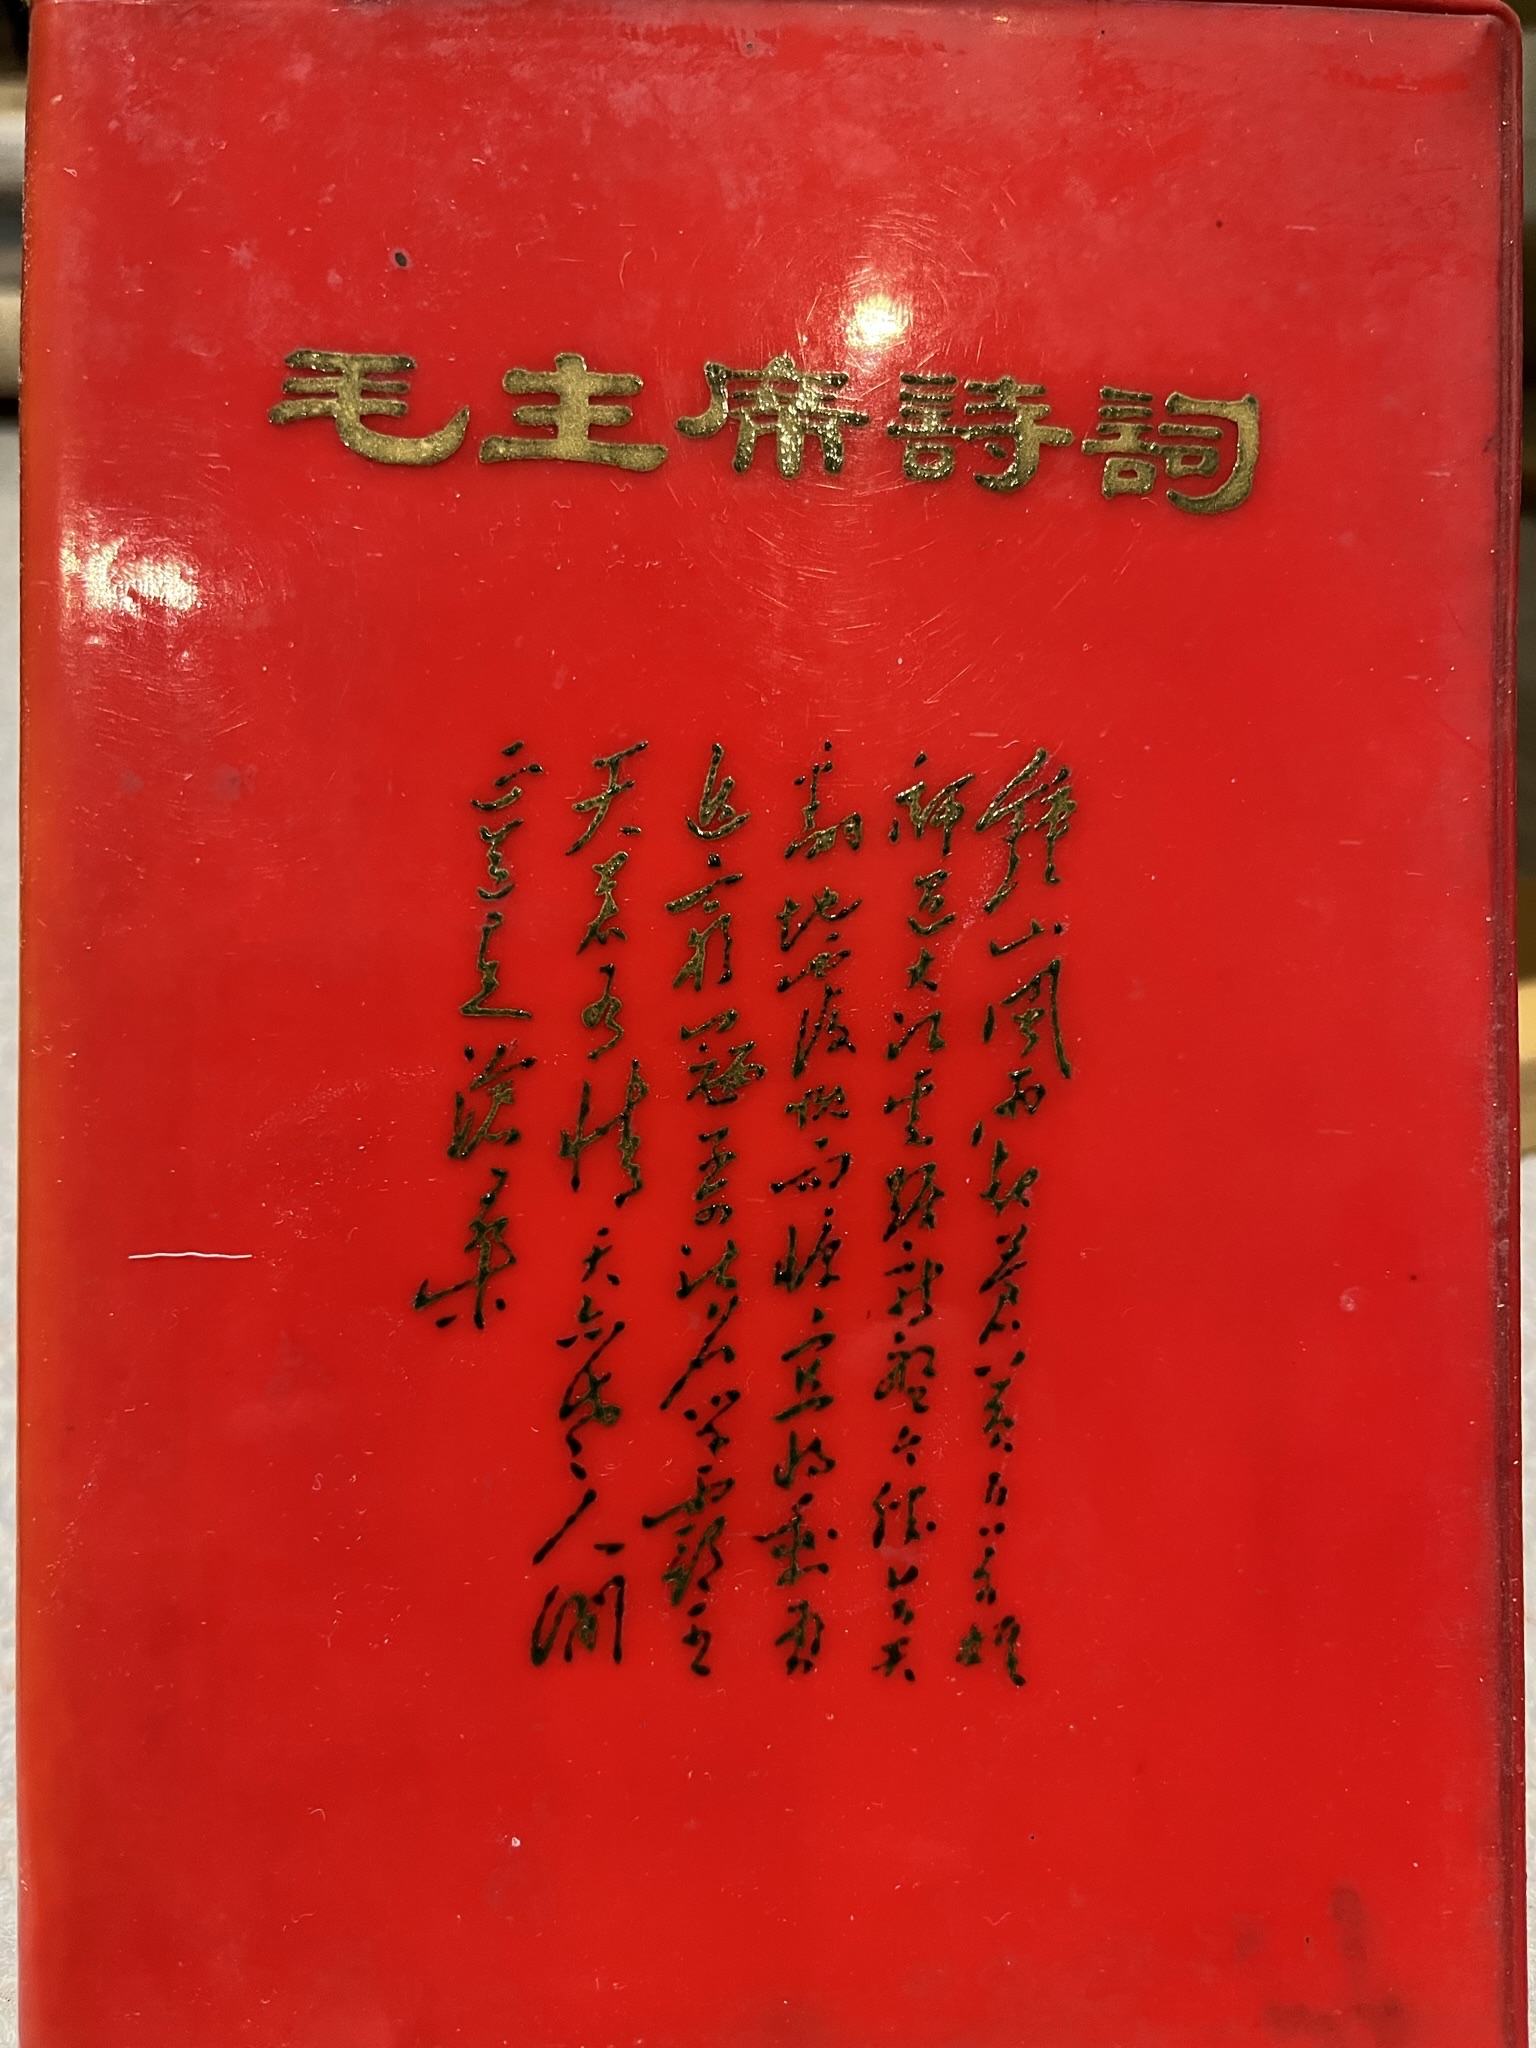 毛主席詩詞
鍾山風雨起蒼黃百萬雄
師過大江虎踞龍盤今勝昔天
翻地覆慨而慷宜將剩勇
追窮寇不可沽名學霸王
天若有情天亦老人間
正道是滄桑